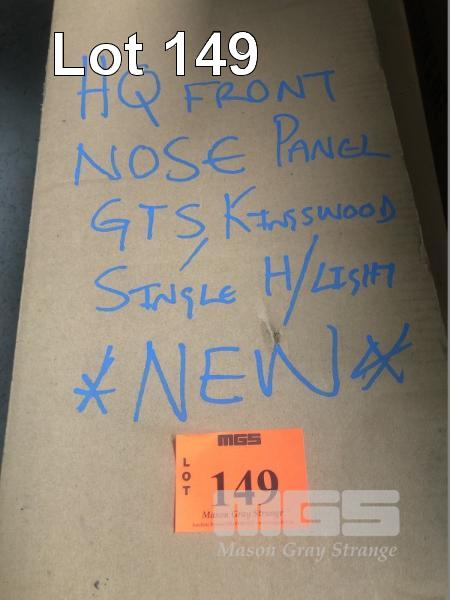 Lot 149
HQ FRONT
NOSE PANEL
GTS, KINGSWOOD
SINGLE H/LIGHT
*NEW*
MGS
LOT
149
Mason Gray Strange
MGS
Mason Gray Strange